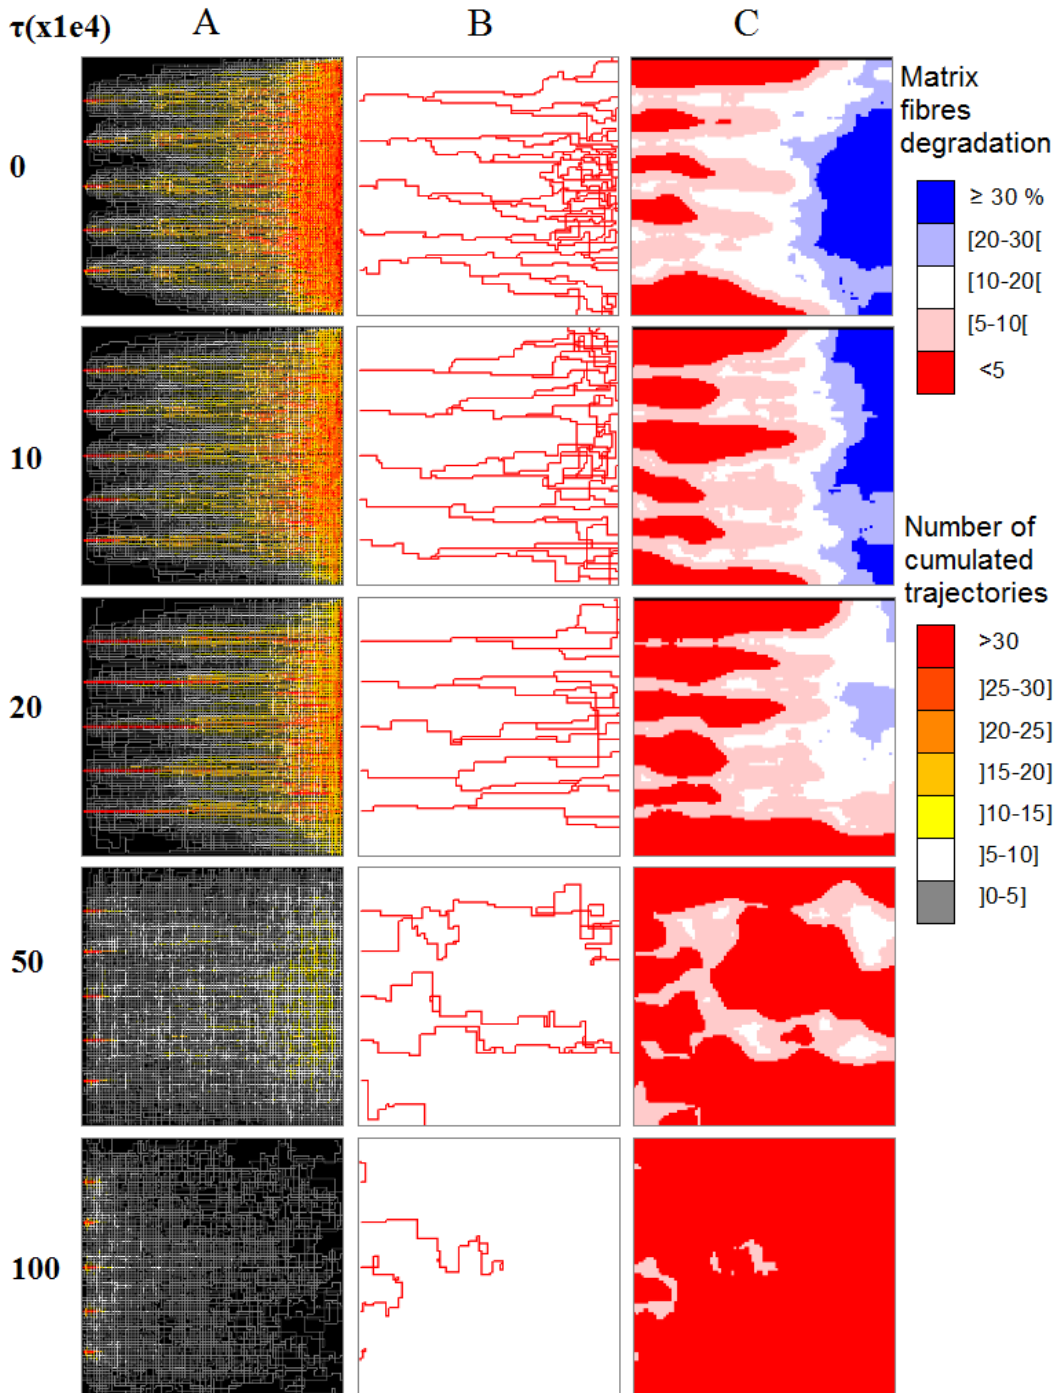 τ(x1e4)
A
B
C
0
10
20
50
100
Matrix
fibres
degradation
≥ 30 %
[20-30[
[10-20[
[5-10[
<5
Number of
cumulated
trajectories
>30
]25-30]
]20-25]
]15-20]
]10-15]
]5-10]
]0-5]